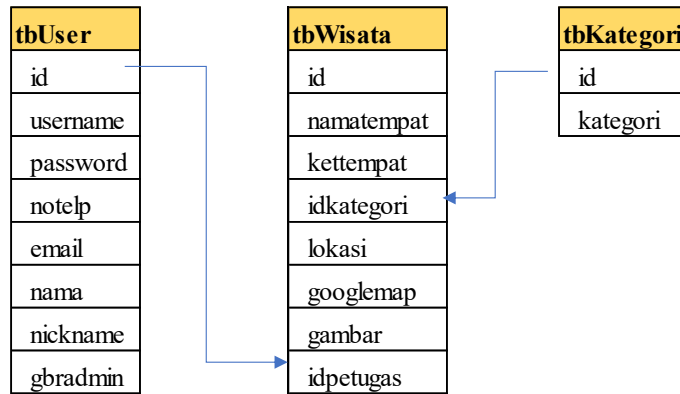 tbUser
id
username
password
notelp
email
nama
nickname
gbradmin
tbWisata
id
namatempat
kettempat
idkategori
lokasi
googlemap
gambar
idpetugas
tbKategori
id
kategori